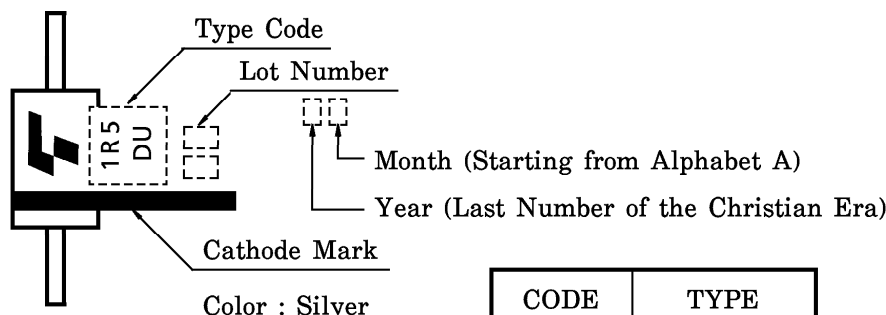 Type Code
Lot Number
1R5
DU
Month (Starting from Alphabet A)
Year (Last Number of the Christian Era)
Cathode Mark
Color : Silver
CODE TYPE